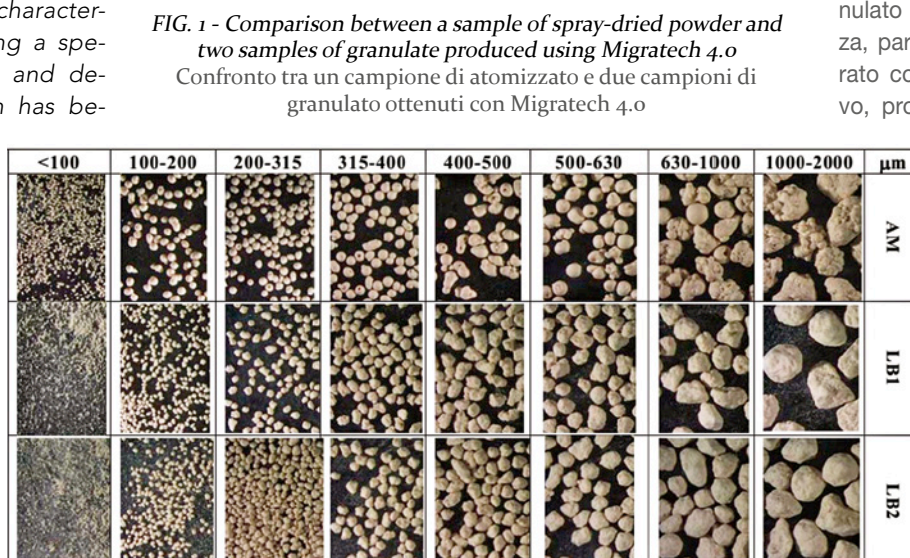 character-
ng a spe-
and de-
has be-
FIG. 1 - Comparison between a sample of spray-dried powder and
two samples of granulate produced using Migratech 4.0
Confronto tra un campione di atomizzato e due campioni di
granulato ottenuti con Migratech 4.0
nulato
za, par
rato co
vo, pro
<100 100-200 200-315 315-400 400-500 500-630 630-1000 1000-2000 µm
AM
LB1
LB2